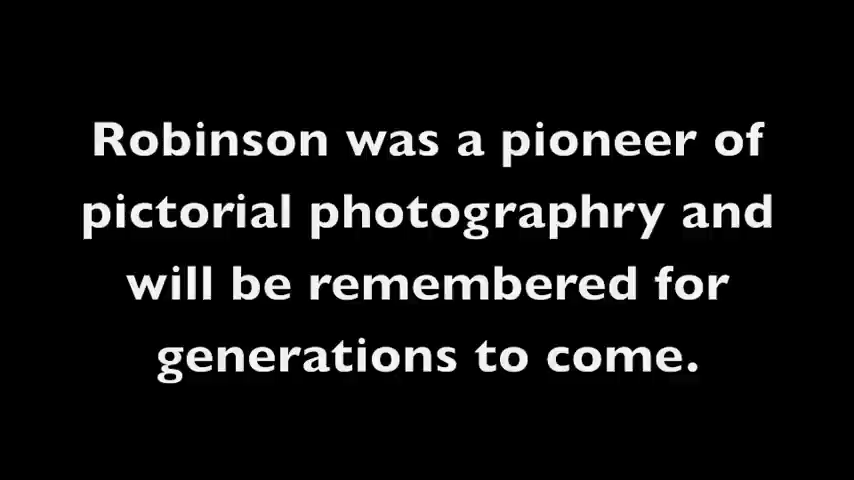 Robinson was a pioneer of
pictorial photographry and
will be remembered for
generations to come.